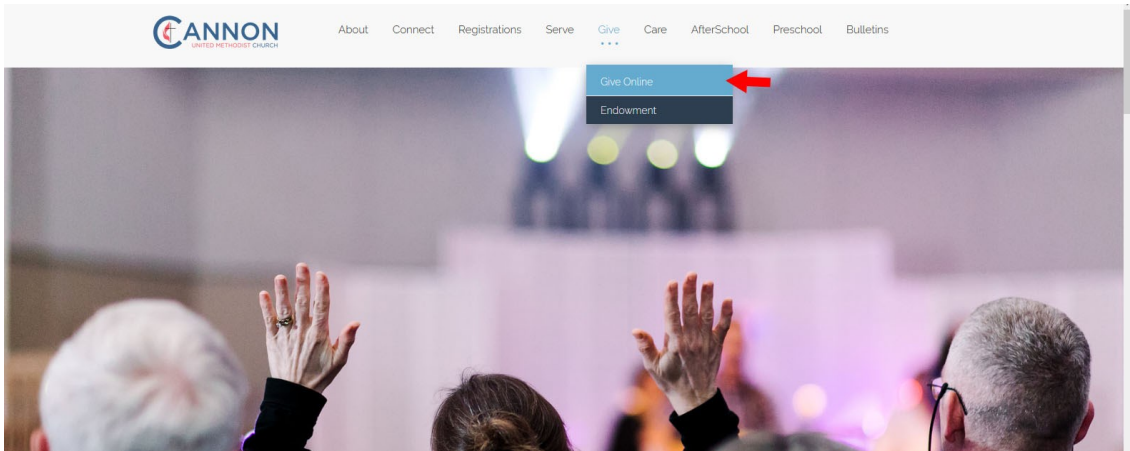 CANNON
UNITED METHODIST CHURCH
About Connect Registrations Serve Give Care AfterSchool Preschool Bulletins
Give Online
Endowment